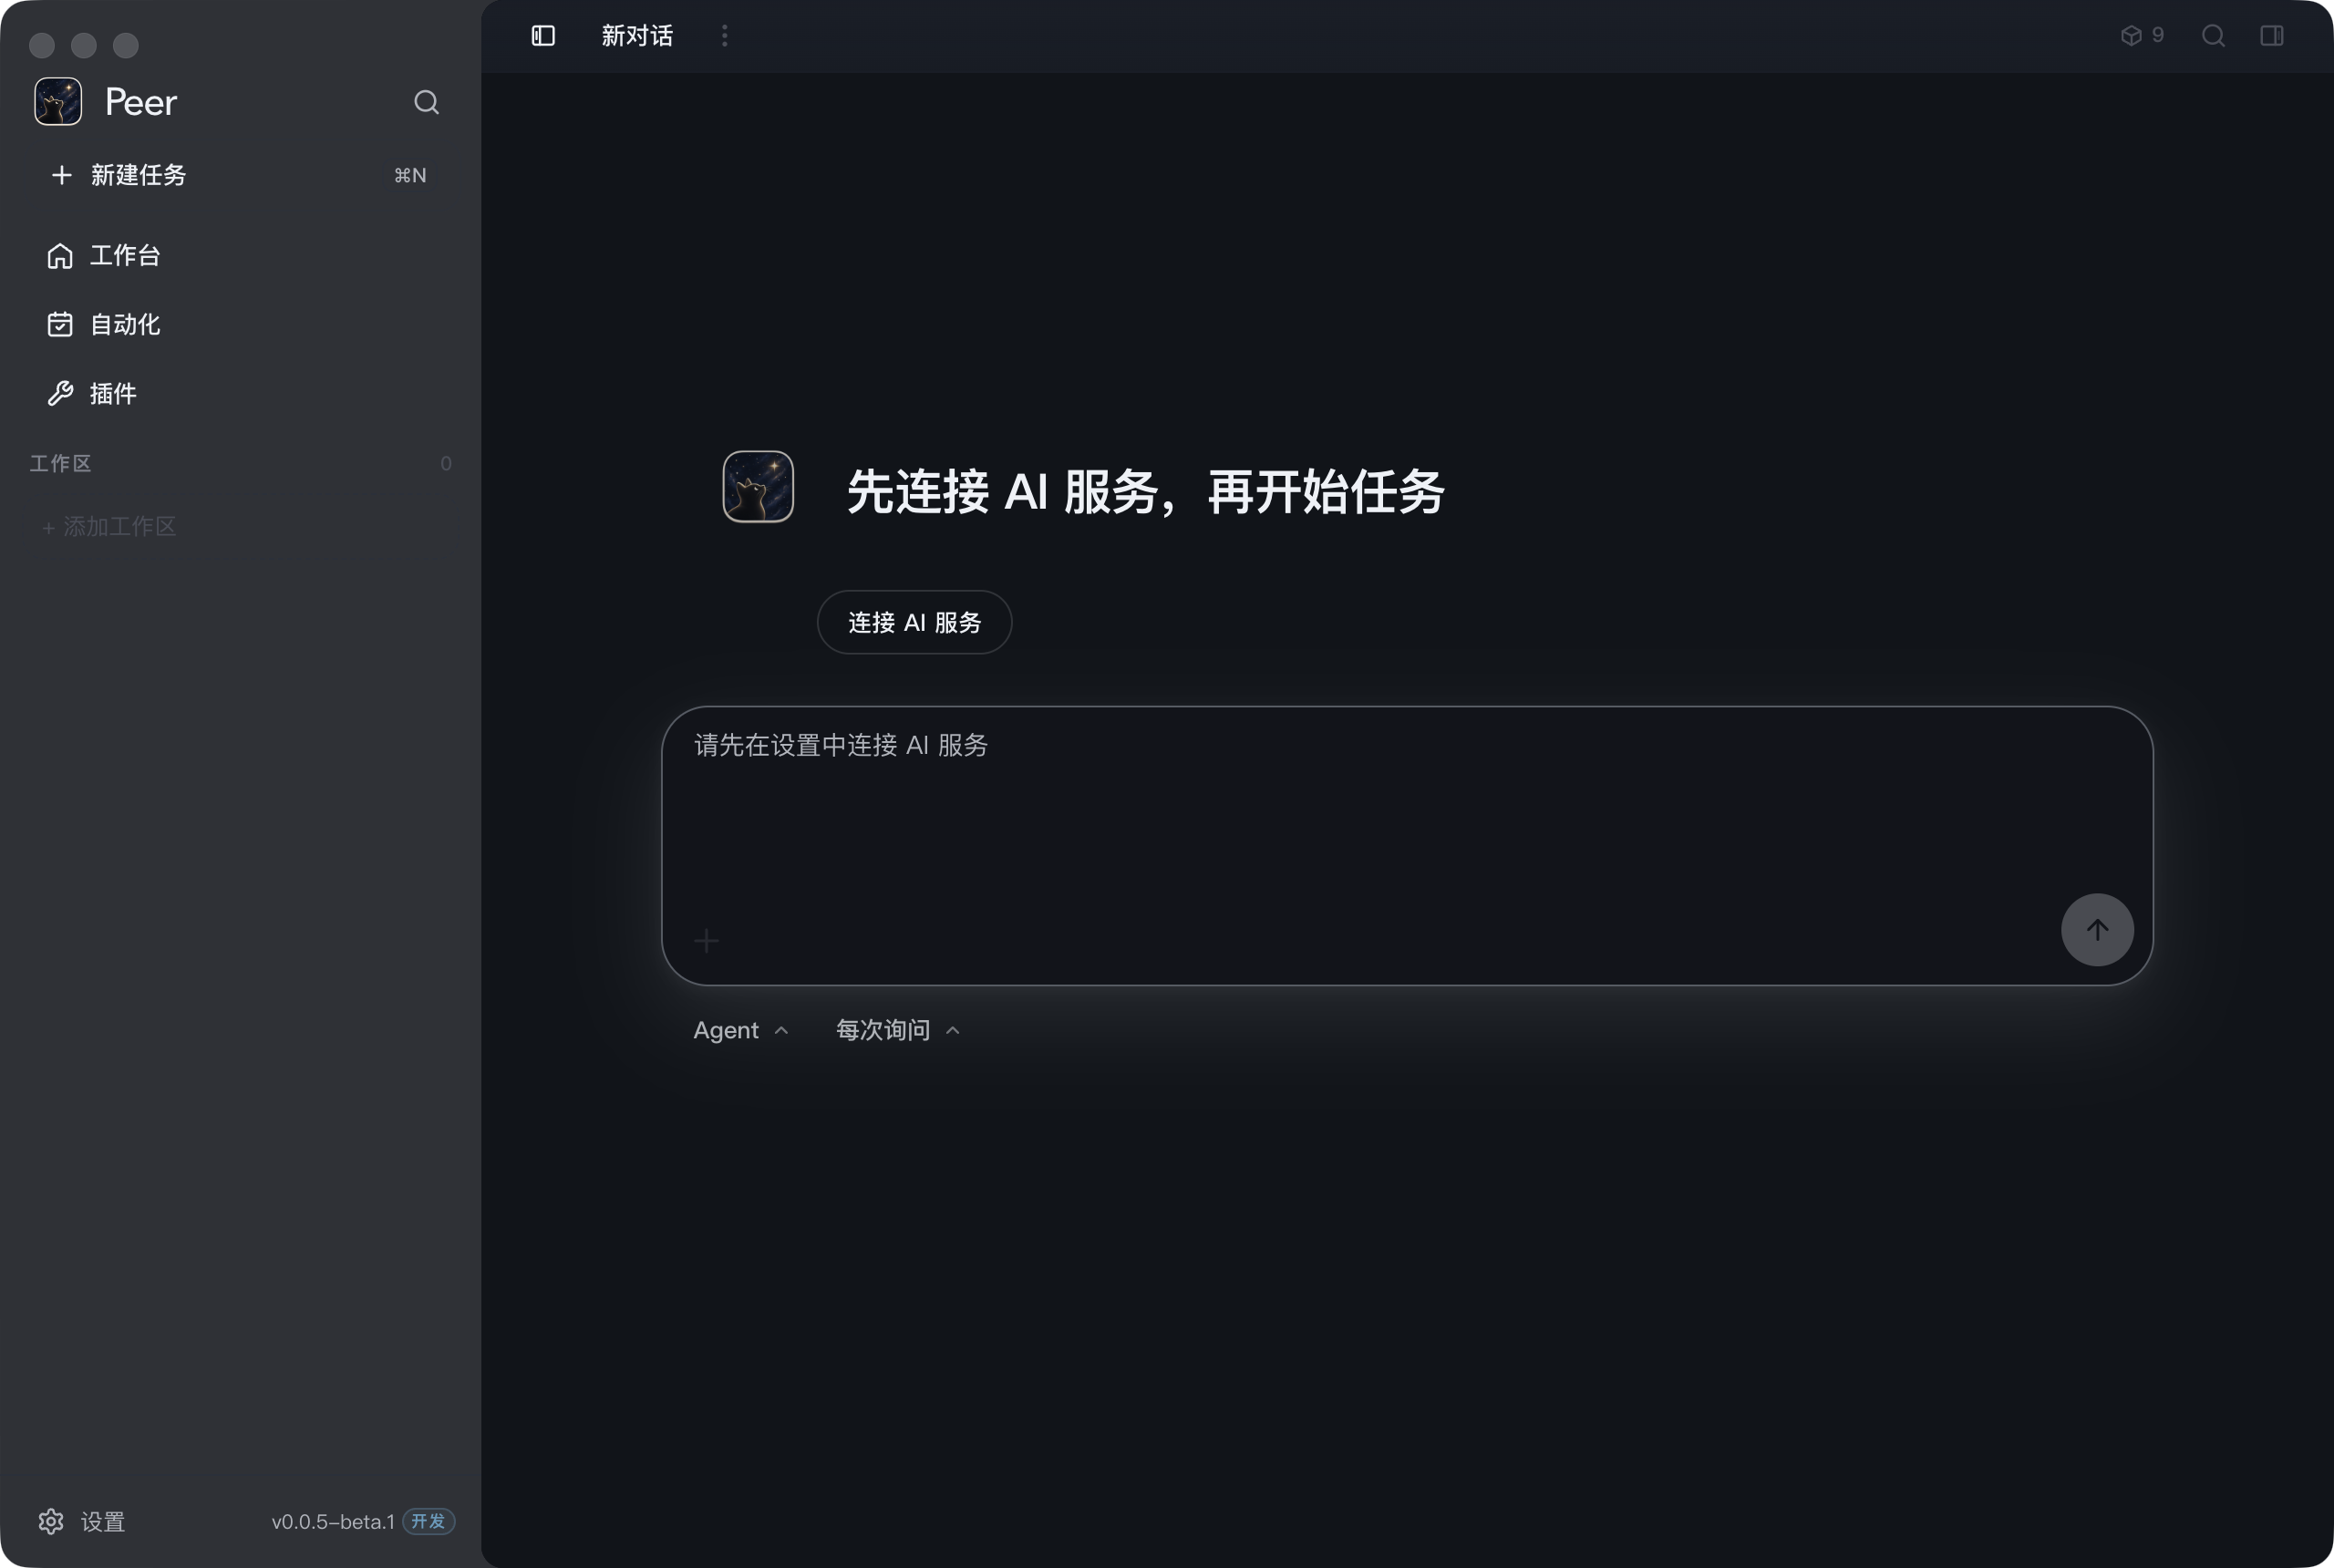 新对话
9
Peer
新建任务 ⌘N
工作台
自动化
插件
工作区 0
+ 添加工作区
先连接 AI 服务，再开始任务
连接 AI 服务
请先在设置中连接 AI 服务
Agent 每次询问
设置 v0.0.5-beta.1 开发